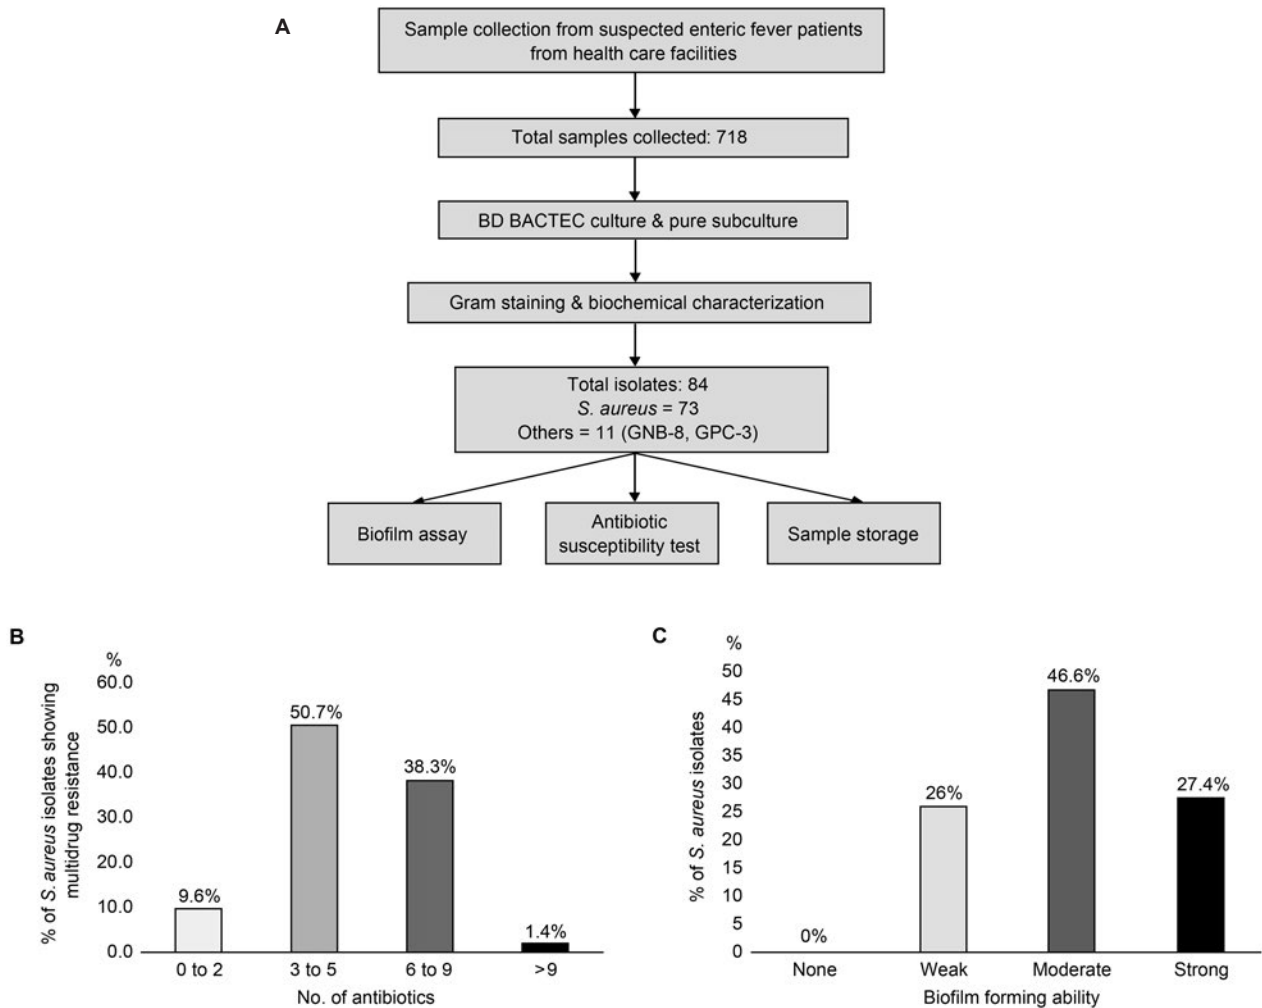 A
Sample collection from suspected enteric fever patients
from health care facilities
Total samples collected: 718
BD BACTEC culture & pure subculture
Gram staining & biochemical characterization
Total isolates: 84
S. aureus = 73
Others = 11 (GNB-8, GPC-3)
Biofilm assay
Antibiotic
susceptibility test
Sample storage
B
%
% of S. aureus isolates showing
multidrug resistance
60.0
50.0
40.0
30.0
20.0
10.0
0.0
9.6%
50.7%
38.3%
1.4%
0 to 2
3 to 5
6 to 9
>9
No. of antibiotics
C
%
% of S. aureus isolates
50
45
40
35
30
25
20
15
10
5
0
0%
26%
46.6%
27.4%
None
Weak
Moderate
Strong
Biofilm forming ability